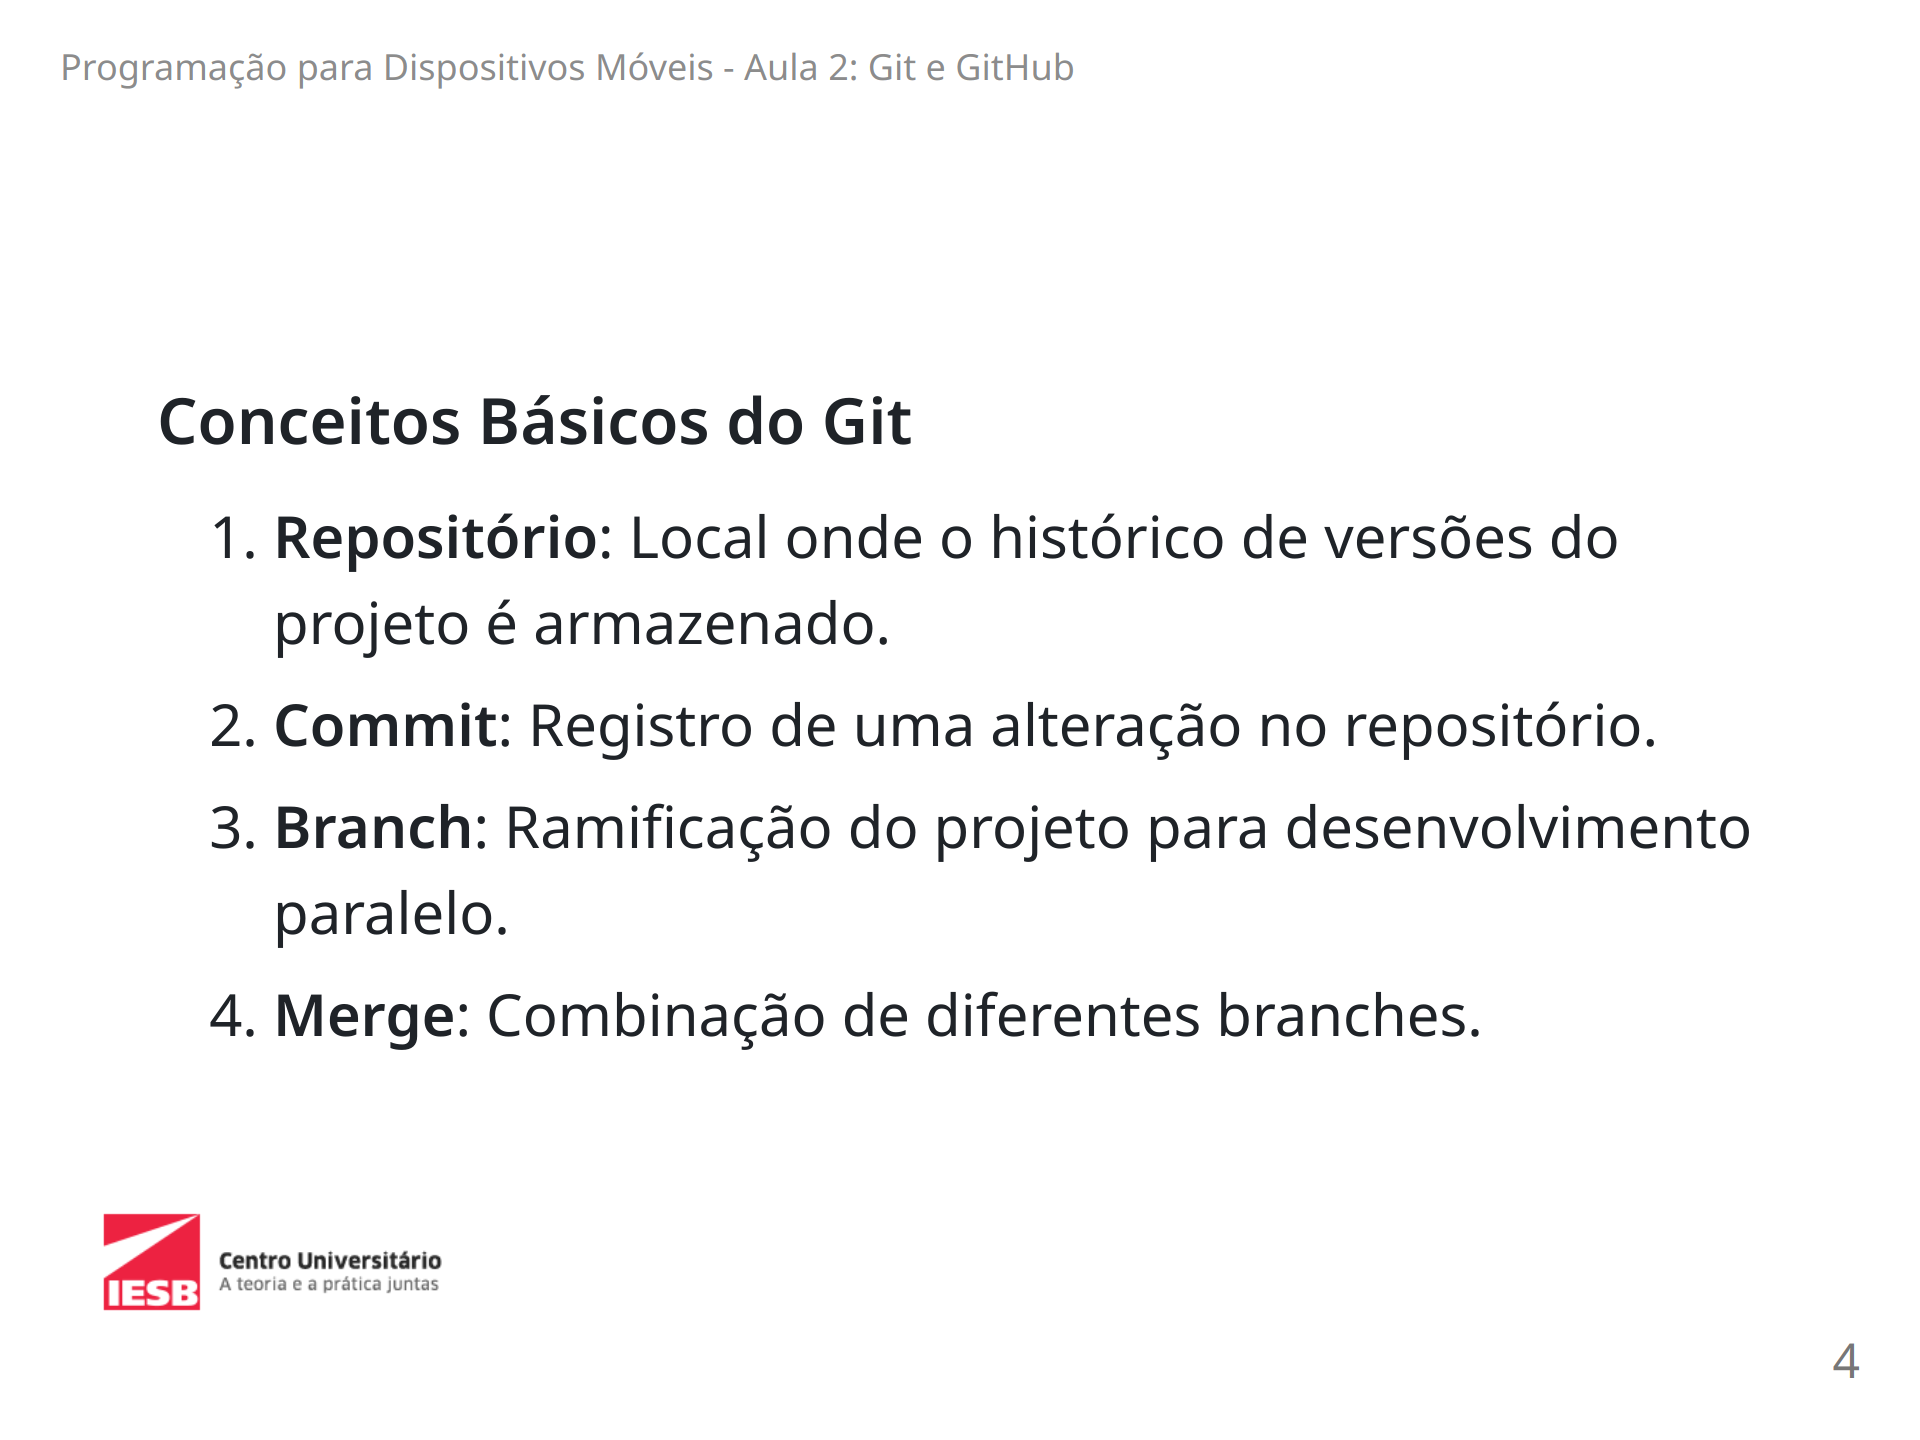 Programação para Dispositivos Móveis - Aula 2: Git e GitHub
Conceitos Básicos do Git
1. Repositório: Local onde o histórico de versões do
projeto é armazenado.
2. Commit: Registro de uma alteração no repositório.
3. Branch: Ramificação do projeto para desenvolvimento
paralelo.
4. Merge: Combinação de diferentes branches.
IESB
Centro Universitário
A teoria e a prática juntas
4